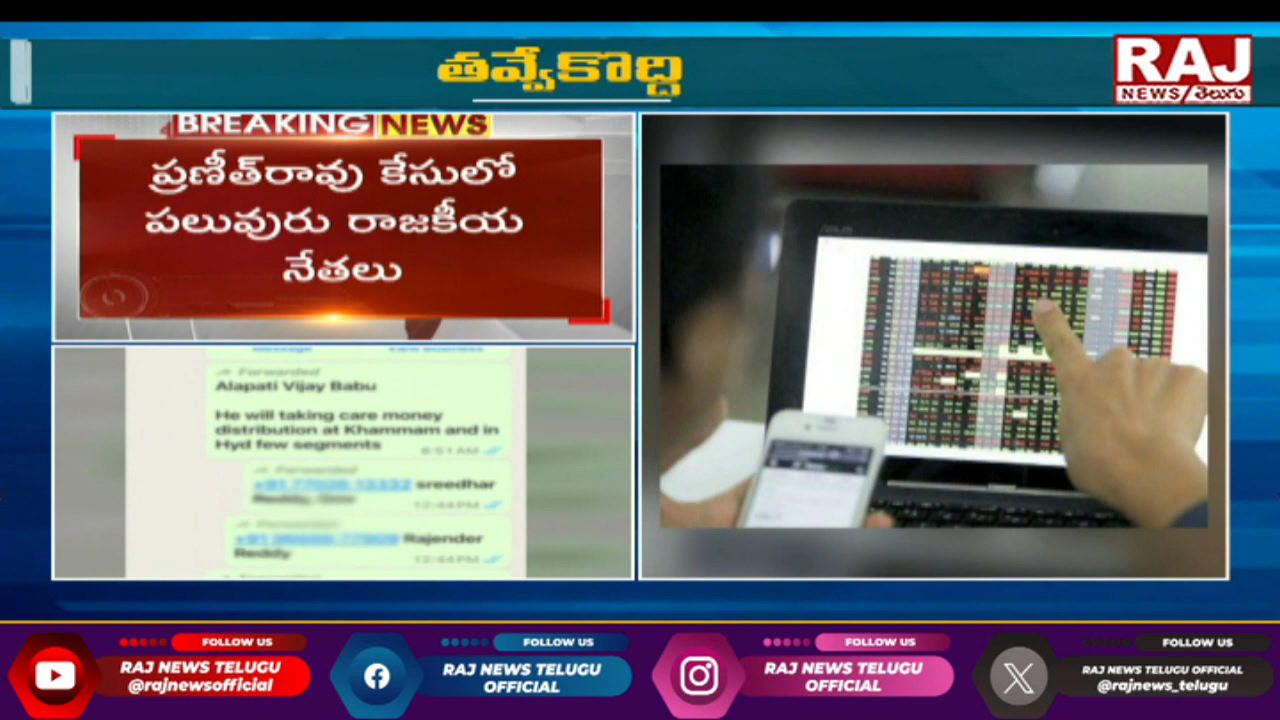 తవ్వేకొద్ది
RAJ
NEWS తెలుగు
BREAKING NEWS
ప్రణీత్‌రావు కేసులో
పలువురు రాజకీయ
నేతలు
Forwarded
Alapati Vijay Babu
He will taking care money
distribution at Khammam and in
Hyd few segments
8:51 AM
Forwarded
sreedhar
Reddy,
12:44 PM
Forwarded
Rajender
Reddy
12:44 PM
FOLLOW US
RAJ NEWS TELUGU
@rajnewsofficial
FOLLOW US
RAJ NEWS TELUGU
OFFICIAL
FOLLOW US
RAJ NEWS TELUGU
OFFICIAL
FOLLOW US
RAJ NEWS TELUGU OFFICIAL
@rajnews_telugu